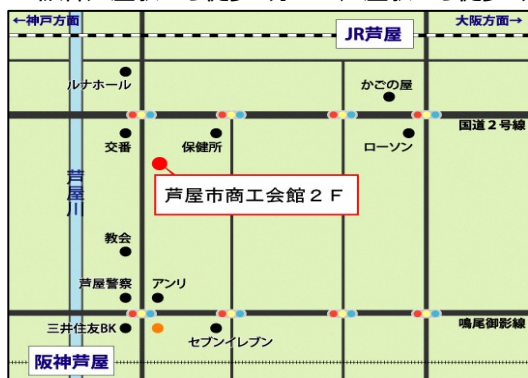 ←神戸方面
大阪方面→
JR芦屋
ルナホール
かごの屋
国道2号線
交番
保健所
ローソン
芦屋川
芦屋市商工会館2F
教会
芦屋警察
アンリ
鳴尾御影線
三井住友BK
セブンイレブン
阪神芦屋